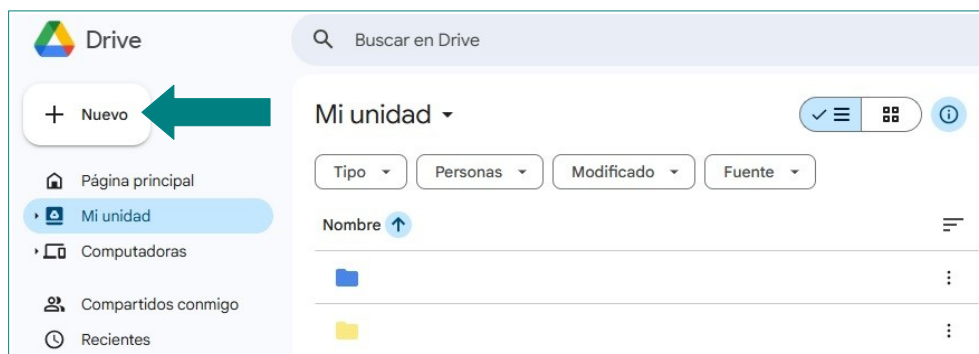 Drive
Buscar en Drive
Nuevo
Mi unidad
Tipo
Personas
Modificado
Fuente
Página principal
Mi unidad
Nombre
Computadoras
Compartidos conmigo
Recientes